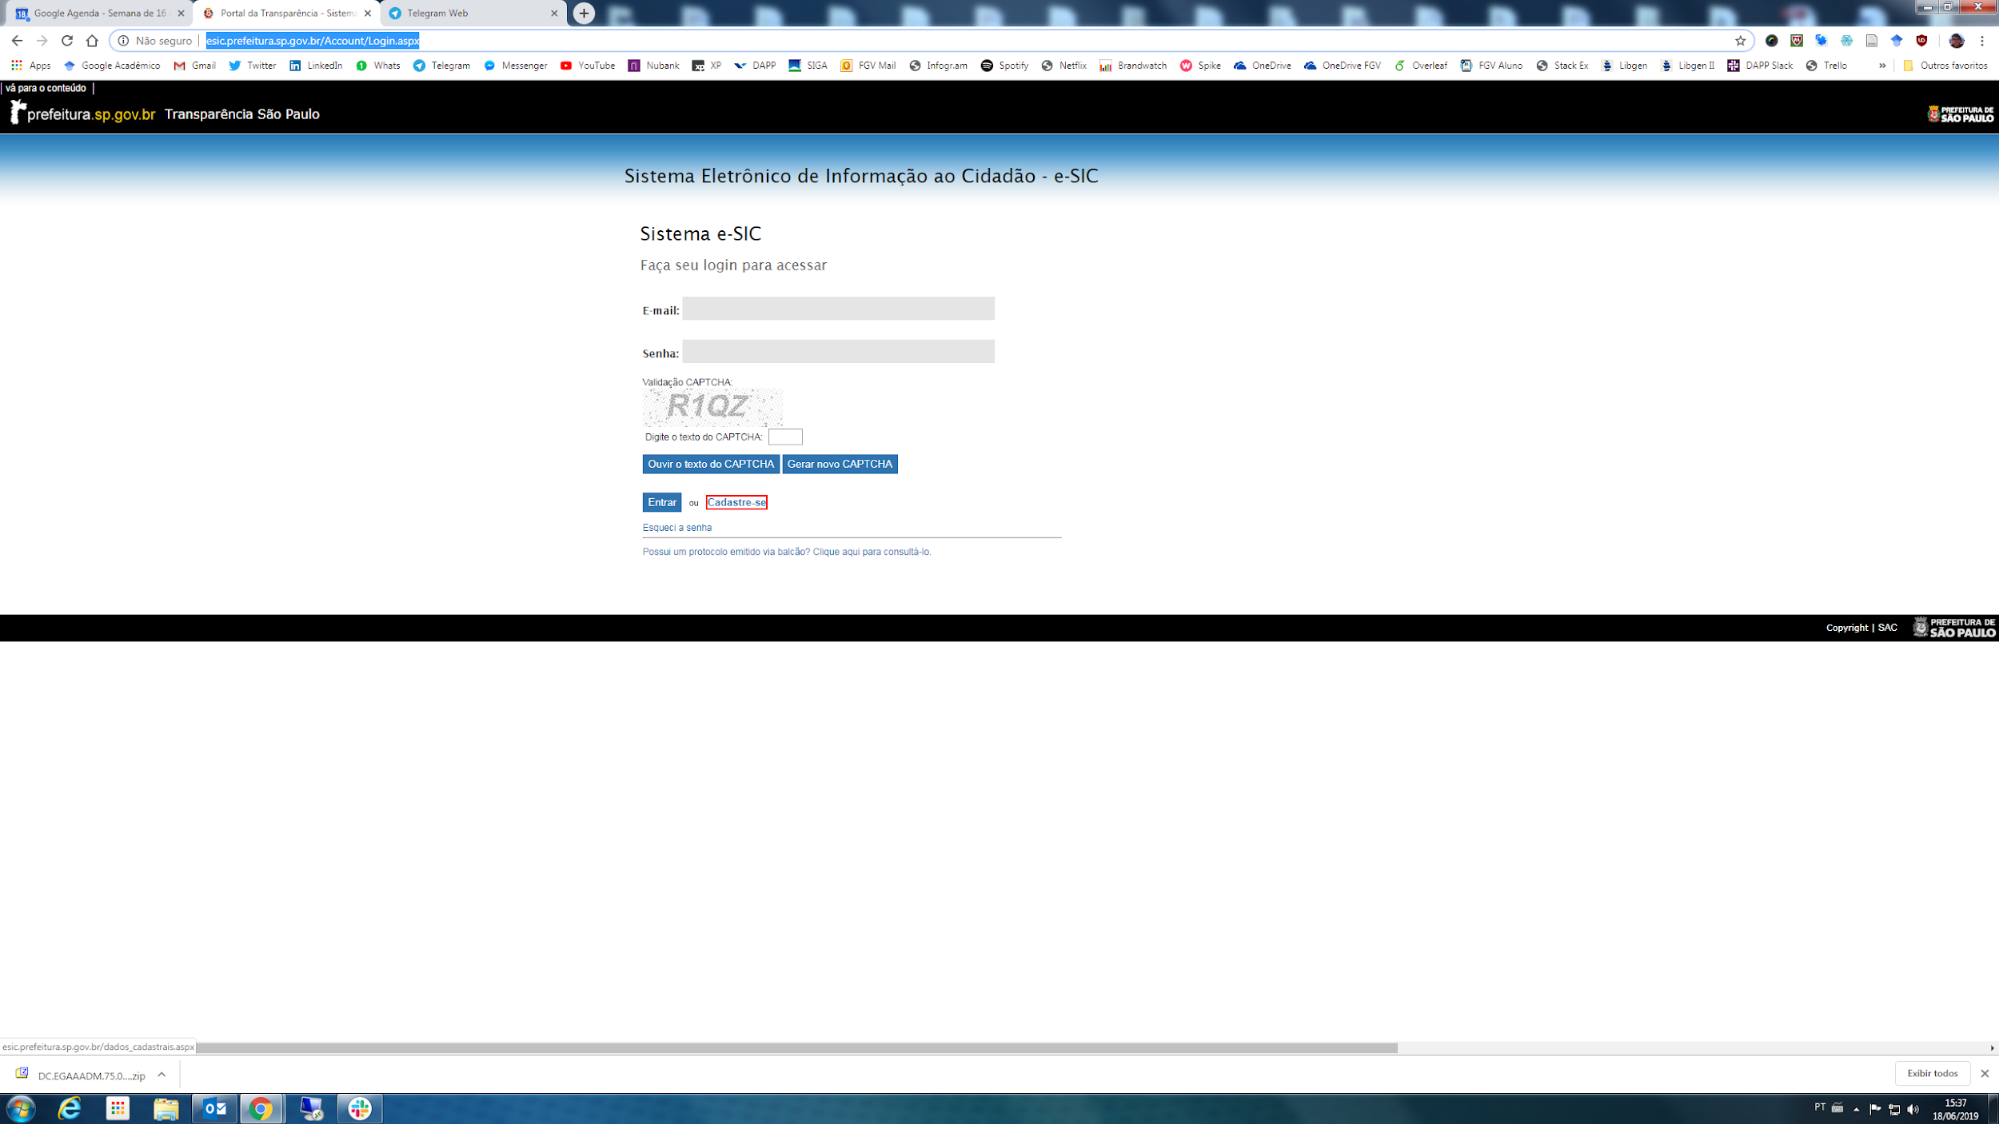 Google Agenda - Semana de 16
Portal da Transparência - Sistema
Telegram Web
Não seguro
esic.prefeitura.sp.gov.br/Account/Login.aspx
Apps Google Acadêmico Gmail Twitter LinkedIn Whats Telegram Messenger YouTube Nubank XP DAPP SIGA FGV Mail Infogr.am Spotify Netflix Brandwatch Spike OneDrive OneDrive FGV Overleaf FGV Aluno Stack Ex Libgen Libgen II DAPP Slack Trello » Outros favoritos
| vá para o conteúdo |
prefeitura.sp.gov.br Transparência São Paulo
PREFEITURA DE
SÃO PAULO
Sistema Eletrônico de Informação ao Cidadão - e-SIC
Sistema e-SIC
Faça seu login para acessar
E-mail:
Senha:
Validação CAPTCHA:
R1QZ
Digite o texto do CAPTCHA:
Ouvir o texto do CAPTCHA Gerar novo CAPTCHA
Entrar ou Cadastre-se
Esqueci a senha
Possui um protocolo emitido via balcão? Clique aqui para consultá-lo.
Copyright | SAC
PREFEITURA DE
SÃO PAULO
esic.prefeitura.sp.gov.br/dados_cadastrais.aspx
DC.EGAAADM.75.0....zip
Exibir todos
PT
15:37
18/06/2019